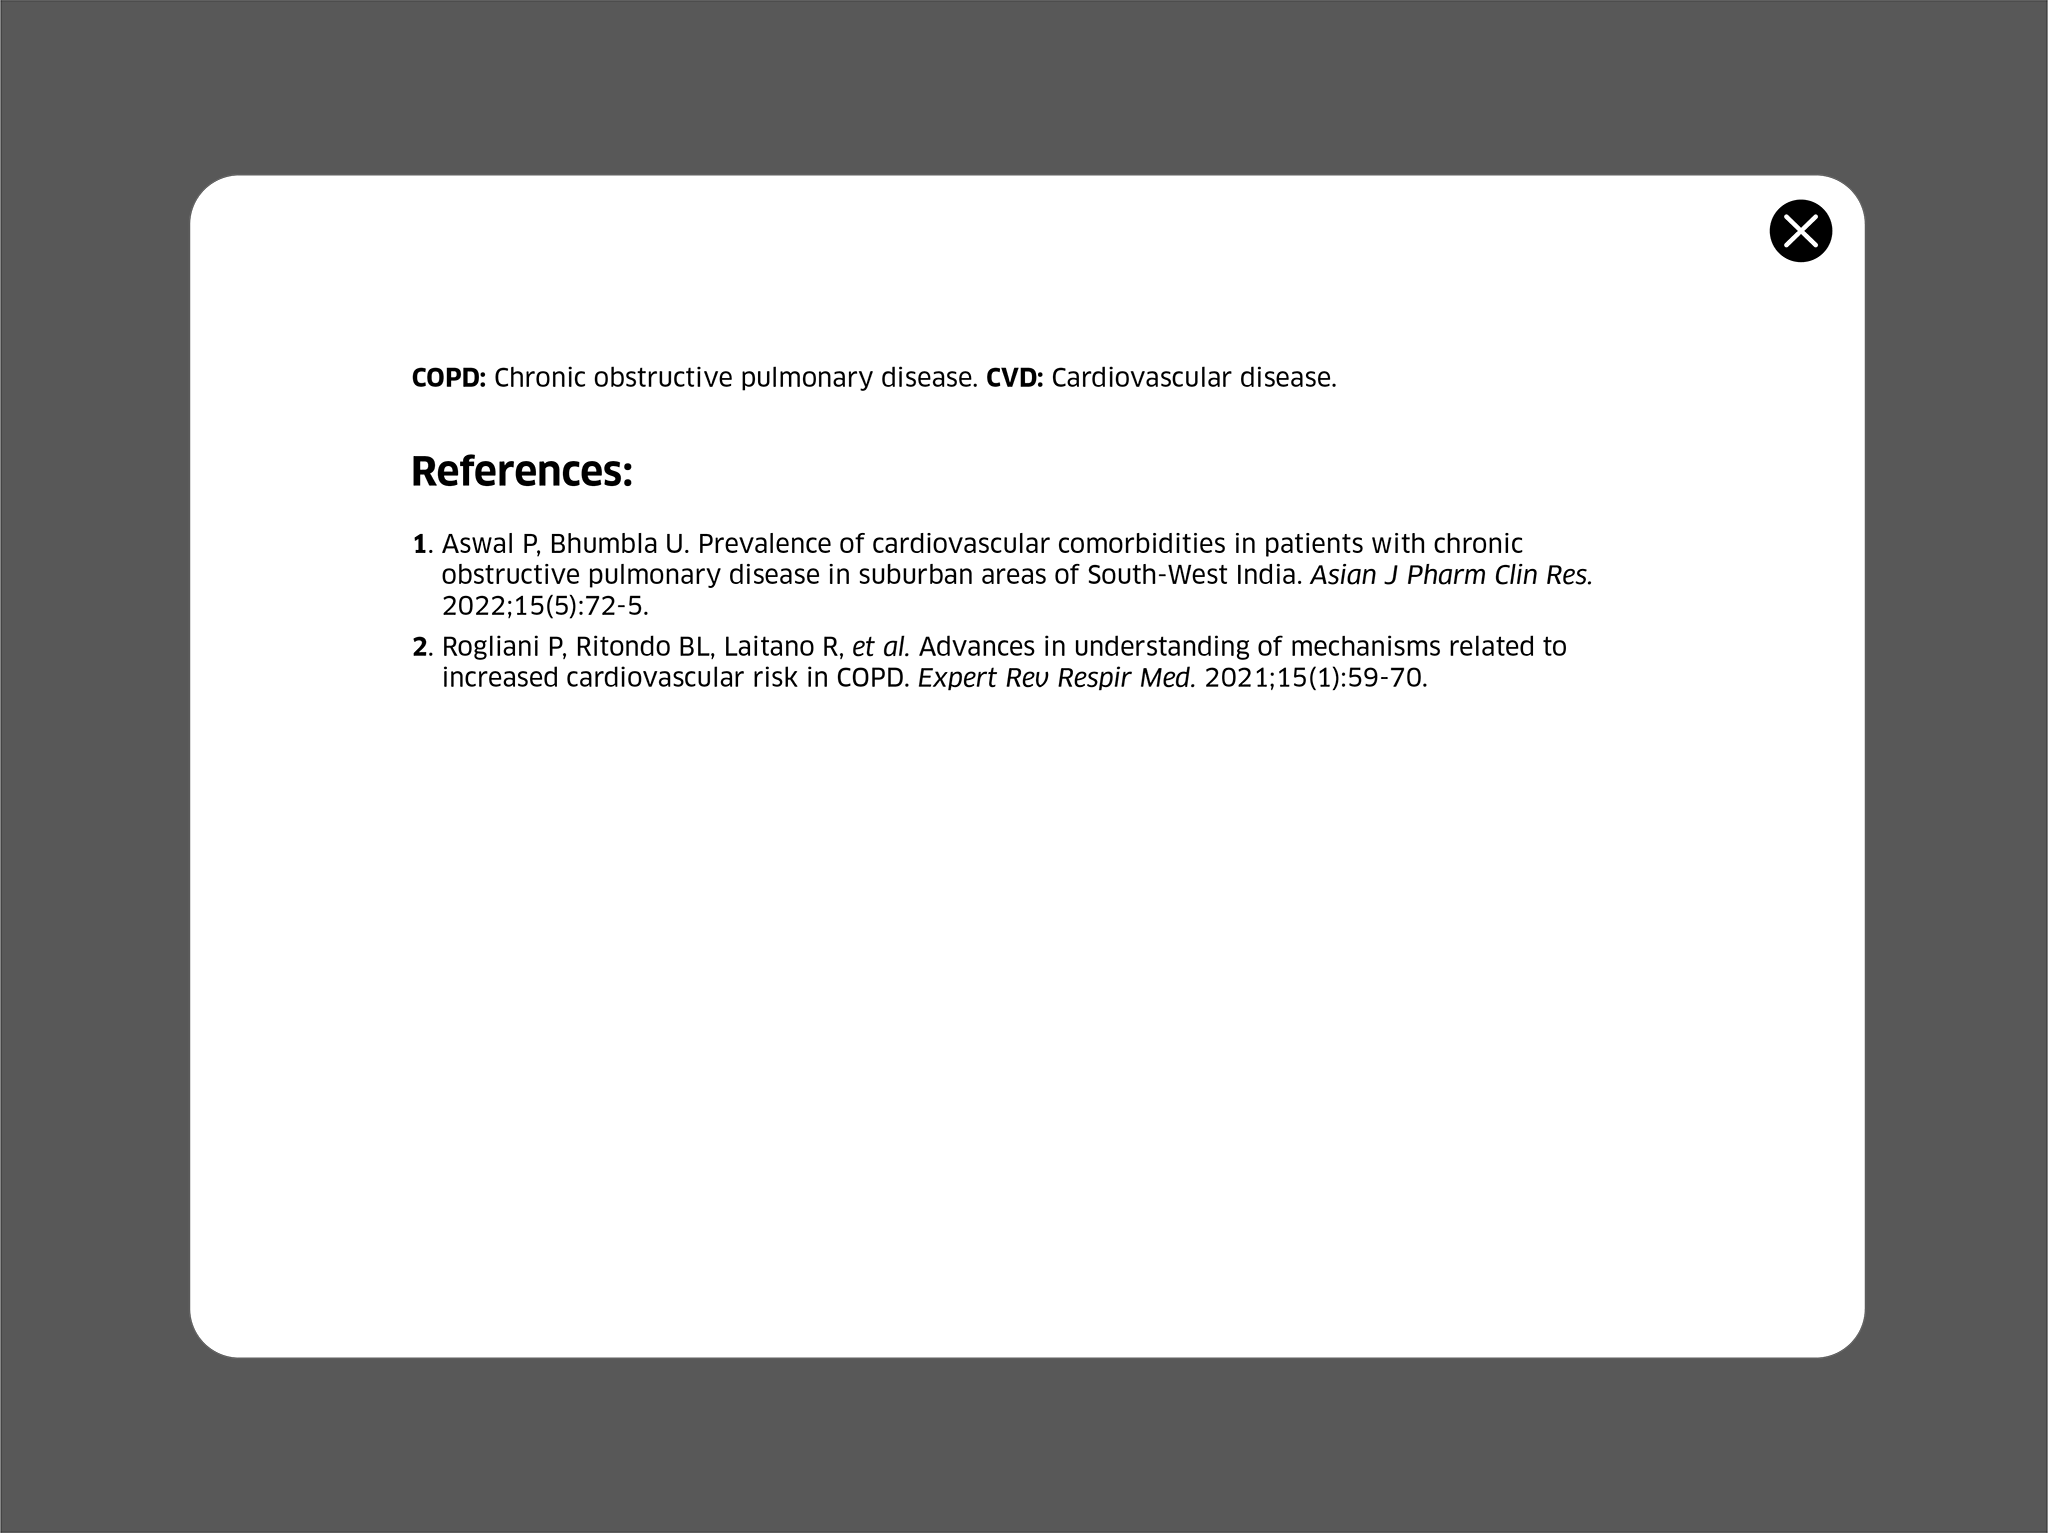 COPD: Chronic obstructive pulmonary disease. CVD: Cardiovascular disease.
References:
1. Aswal P, Bhumbla U. Prevalence of cardiovascular comorbidities in patients with chronic
obstructive pulmonary disease in suburban areas of South-West India. Asian J Pharm Clin Res.
2022;15(5):72-5.
2. Rogliani P, Ritondo BL, Laitano R, et al. Advances in understanding of mechanisms related to
increased cardiovascular risk in COPD. Expert Rev Respir Med. 2021;15(1):59-70.